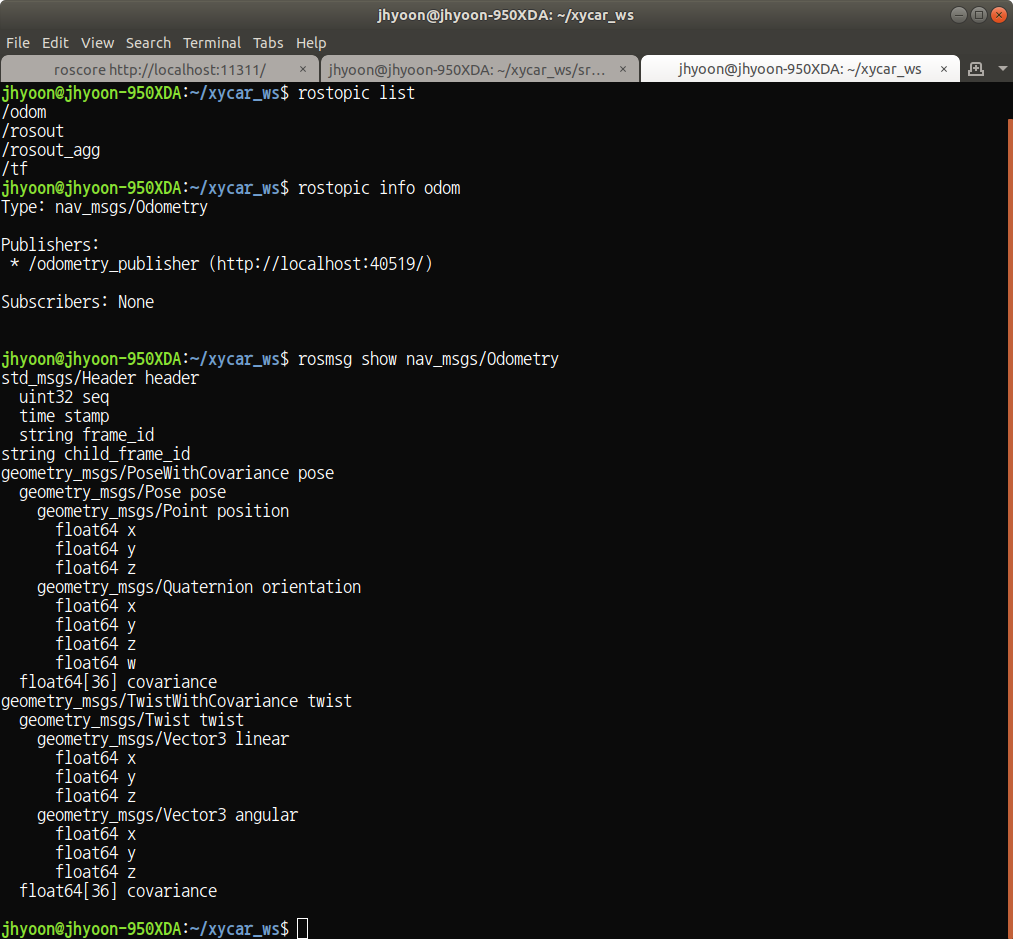 jhyoon@jhyoon-950XDA: ~/xycar_ws
File Edit View Search Terminal Tabs Help
roscore http://localhost:11311/ × jhyoon@jhyoon-950XDA: ~/xycar_ws/sr... × jhyoon@jhyoon-950XDA: ~/xycar_ws ×
jhyoon@jhyoon-950XDA:~/xycar_ws$ rostopic list
/odom
/rosout
/rosout_agg
/tf
jhyoon@jhyoon-950XDA:~/xycar_ws$ rostopic info odom
Type: nav_msgs/Odometry

Publishers:
 * /odometry_publisher (http://localhost:40519/)

Subscribers: None


jhyoon@jhyoon-950XDA:~/xycar_ws$ rosmsg show nav_msgs/Odometry
std_msgs/Header header
  uint32 seq
  time stamp
  string frame_id
string child_frame_id
geometry_msgs/PoseWithCovariance pose
  geometry_msgs/Pose pose
    geometry_msgs/Point position
      float64 x
      float64 y
      float64 z
    geometry_msgs/Quaternion orientation
      float64 x
      float64 y
      float64 z
      float64 w
  float64[36] covariance
geometry_msgs/TwistWithCovariance twist
  geometry_msgs/Twist twist
    geometry_msgs/Vector3 linear
      float64 x
      float64 y
      float64 z
    geometry_msgs/Vector3 angular
      float64 x
      float64 y
      float64 z
  float64[36] covariance

jhyoon@jhyoon-950XDA:~/xycar_ws$